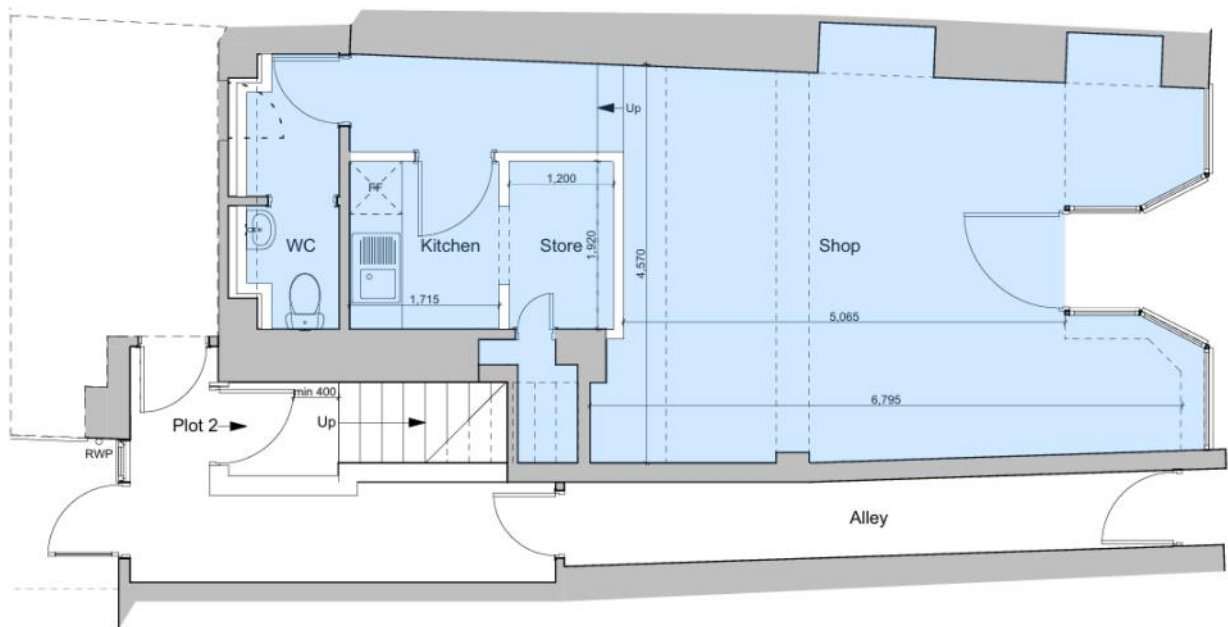 Up
1,200
FF
WC
Kitchen
Store
Shop
1,920
4,570
1,715
5,065
min 400
6,795
Plot 2
Up
RWP
Alley